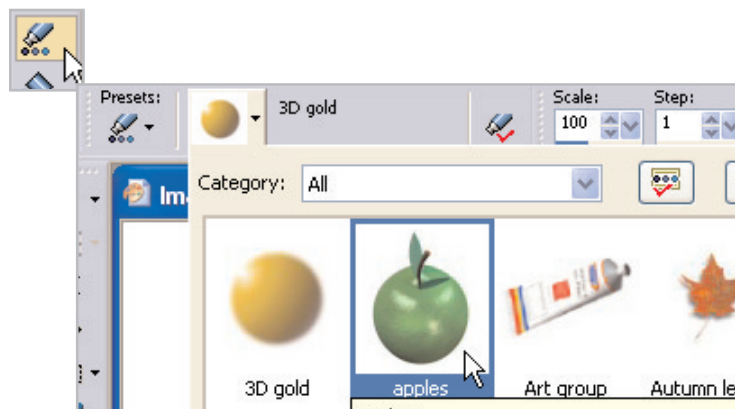 Presets:
3D gold
Scale:
Step:
100
1
Category:
All
Im
3D gold
apples
Art group
Autumn le